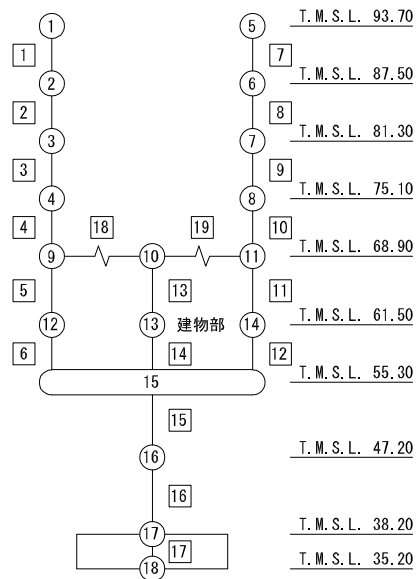 ① ⑤ T.M.S.L. 93.70
1 7
② ⑥ T.M.S.L. 87.50
2 8
③ ⑦ T.M.S.L. 81.30
3 9
④ ⑧ T.M.S.L. 75.10
4 18 19 10
⑨ ⑩ ⑪ T.M.S.L. 68.90
5 13 11
⑫ ⑬ 建物部 ⑭ T.M.S.L. 61.50
6 14 12
15 T.M.S.L. 55.30
15
⑯ T.M.S.L. 47.20
16
⑰ T.M.S.L. 38.20
17
⑱ T.M.S.L. 35.20